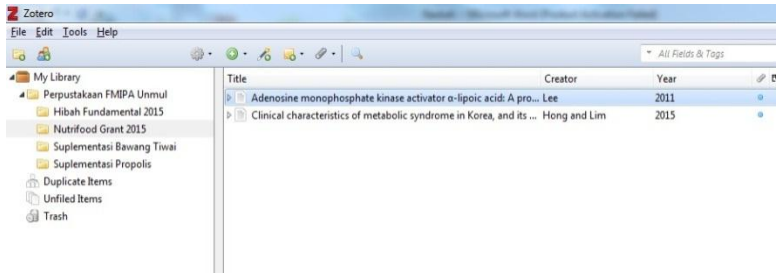 Zotero
File Edit Tools Help
All Fields & Tags
My Library
Perpustakaan FMIPA Unmul
Hibah Fundamental 2015
Nutrifood Grant 2015
Suplementasi Bawang Tiwai
Suplementasi Propolis
Duplicate Items
Unfiled Items
Trash
Title Creator Year
Adenosine monophosphate kinase activator α-lipoic acid: A pro... Lee 2011
Clinical characteristics of metabolic syndrome in Korea, and its ... Hong and Lim 2015